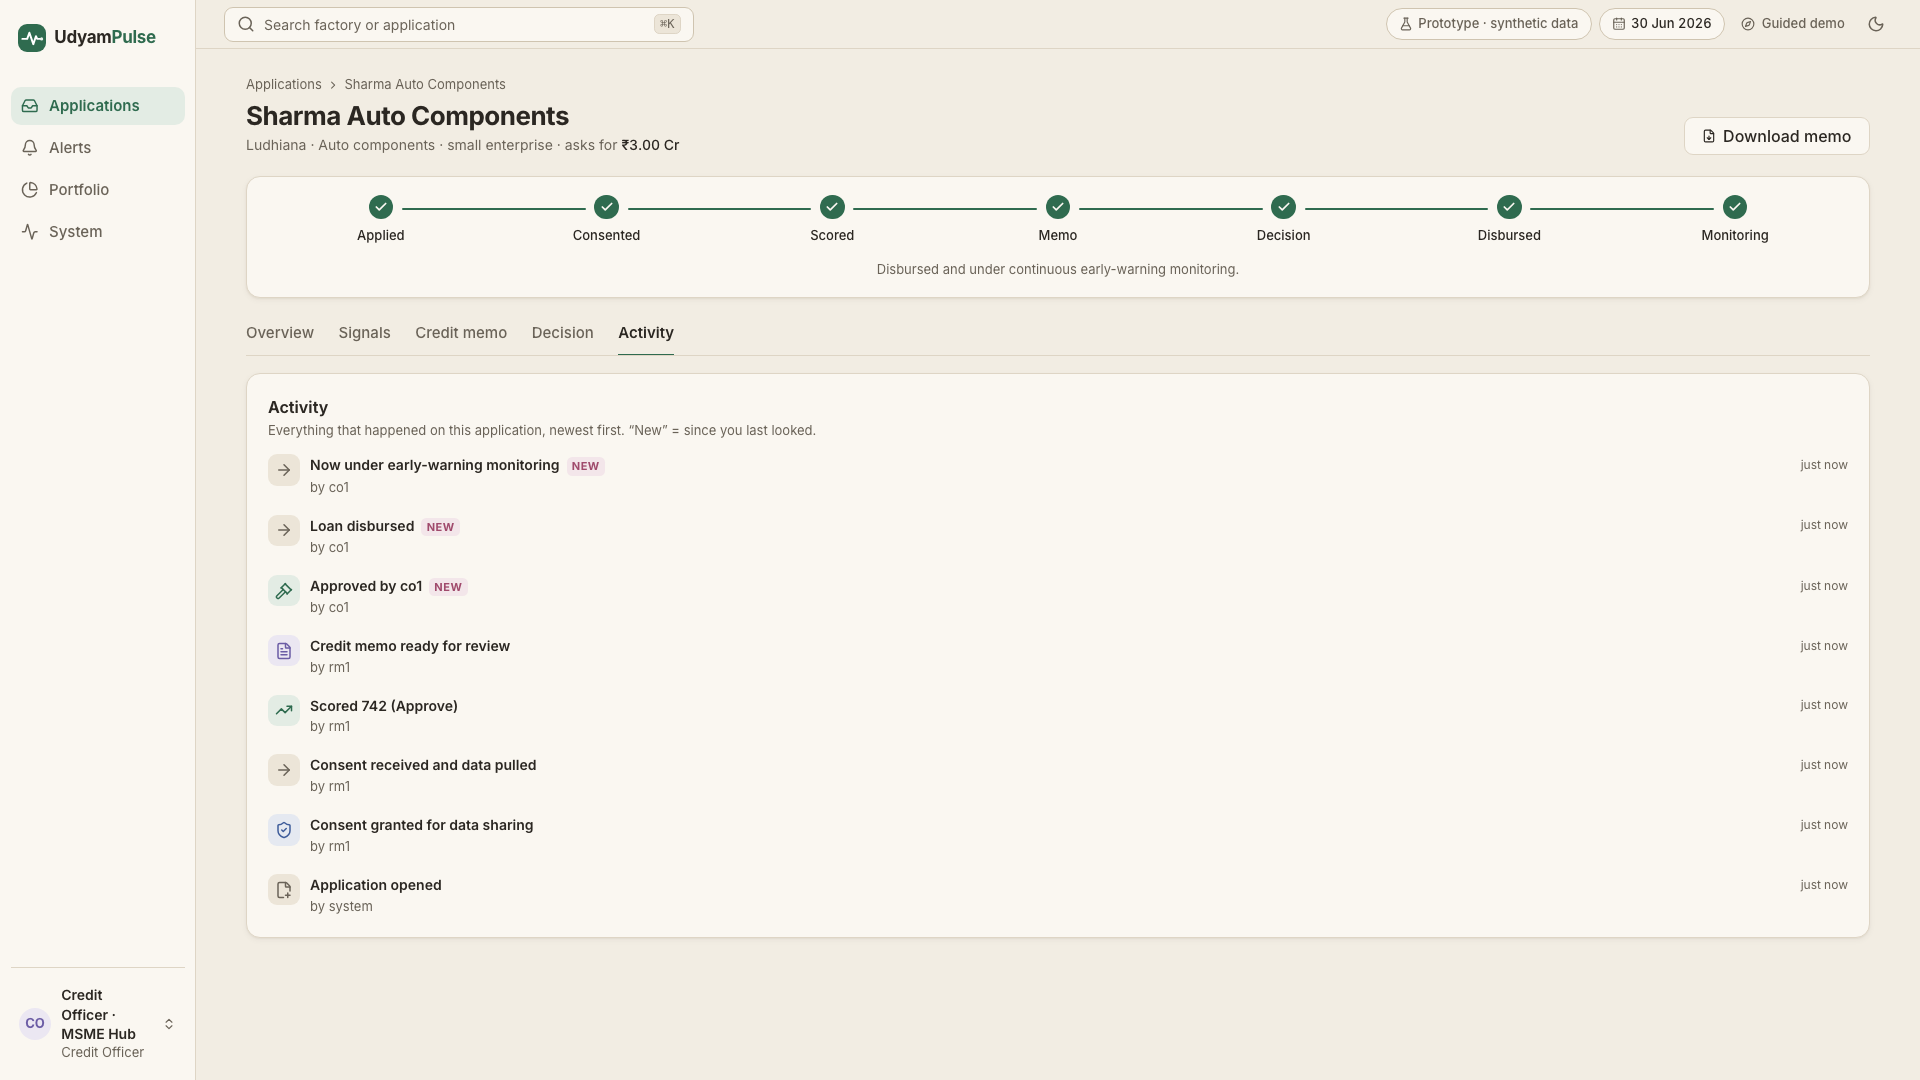 UdyamPulse
Search factory or application
⌘K
Prototype · synthetic data
30 Jun 2026
Guided demo
Applications
Alerts
Portfolio
System
Applications › Sharma Auto Components
Sharma Auto Components
Ludhiana · Auto components · small enterprise · asks for ₹3.00 Cr
Download memo
Applied
Consented
Scored
Memo
Decision
Disbursed
Monitoring
Disbursed and under continuous early-warning monitoring.
Overview
Signals
Credit memo
Decision
Activity
Activity
Everything that happened on this application, newest first. “New” = since you last looked.
Now under early-warning monitoring NEW
just now
by co1
Loan disbursed NEW
just now
by co1
Approved by co1 NEW
just now
by co1
Credit memo ready for review
just now
by rm1
Scored 742 (Approve)
just now
by rm1
Consent received and data pulled
just now
by rm1
Consent granted for data sharing
just now
by rm1
Application opened
just now
by system
CO
Credit
Officer ·
MSME Hub
Credit Officer